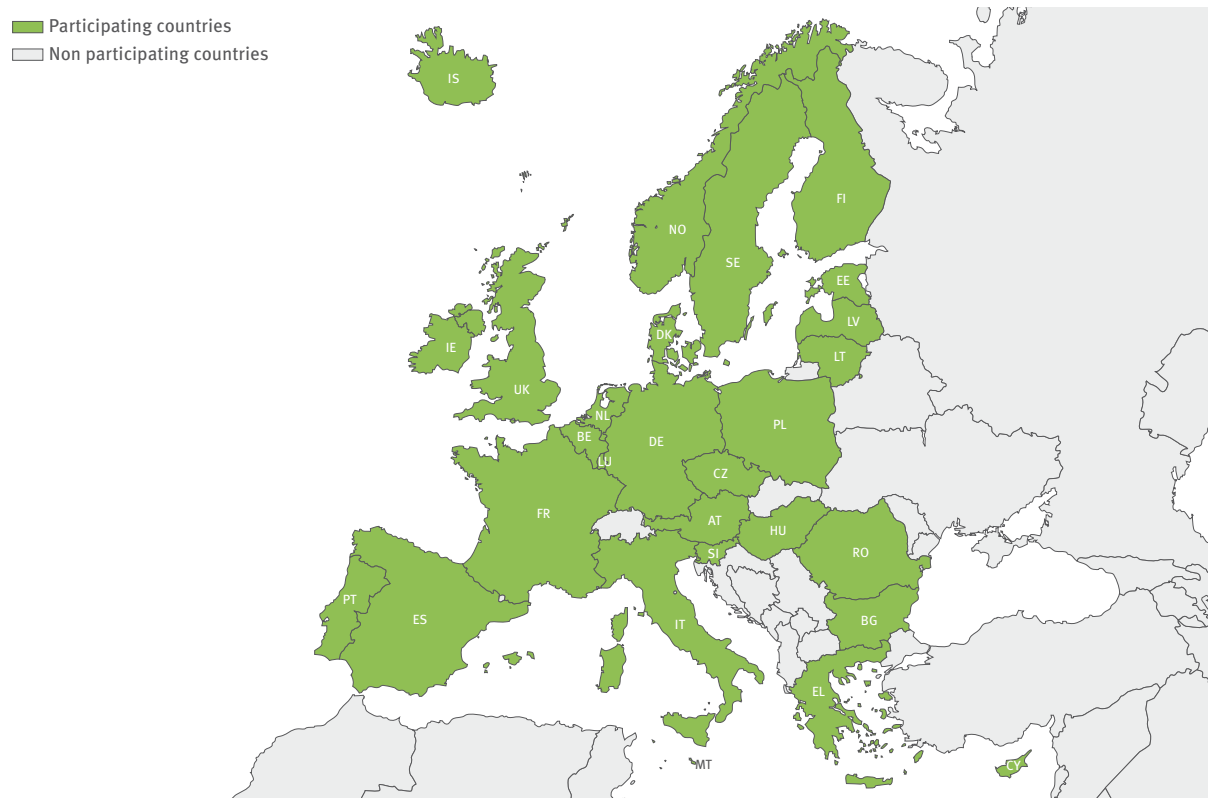 Participating countries
Non participating countries
IS
FI
NO
SE
EE
LV
DK
LT
IE
UK
NL
PL
BE
DE
LU
CZ
FR
AT
HU
SI
RO
PT
ES
BG
IT
EL
MT
CY